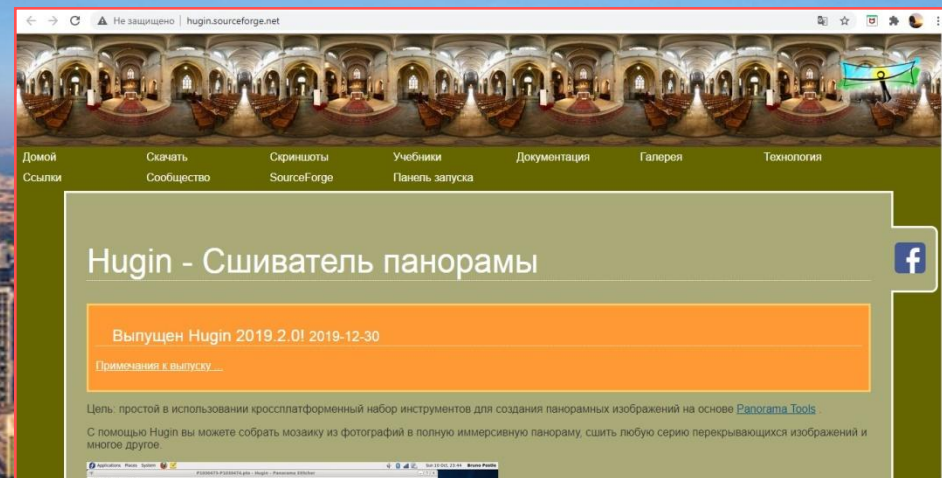 Не защищено | hugin.sourceforge.net
Домой Скачать Скриншоты Учебники Документация Галерея Технология
Ссылки Сообщество SourceForge Панель запуска
Hugin - Сшиватель панорамы
Выпущен Hugin 2019.2.0! 2019-12-30
Примечания к выпуску ...
Цель: простой в использовании кроссплатформенный набор инструментов для создания панорамных изображений на основе Panorama Tools .
С помощью Hugin вы можете собрать мозаику из фотографий в полную иммерсивную панораму, сшить любую серию перекрывающихся изображений и
многое другое.
Applications Places System